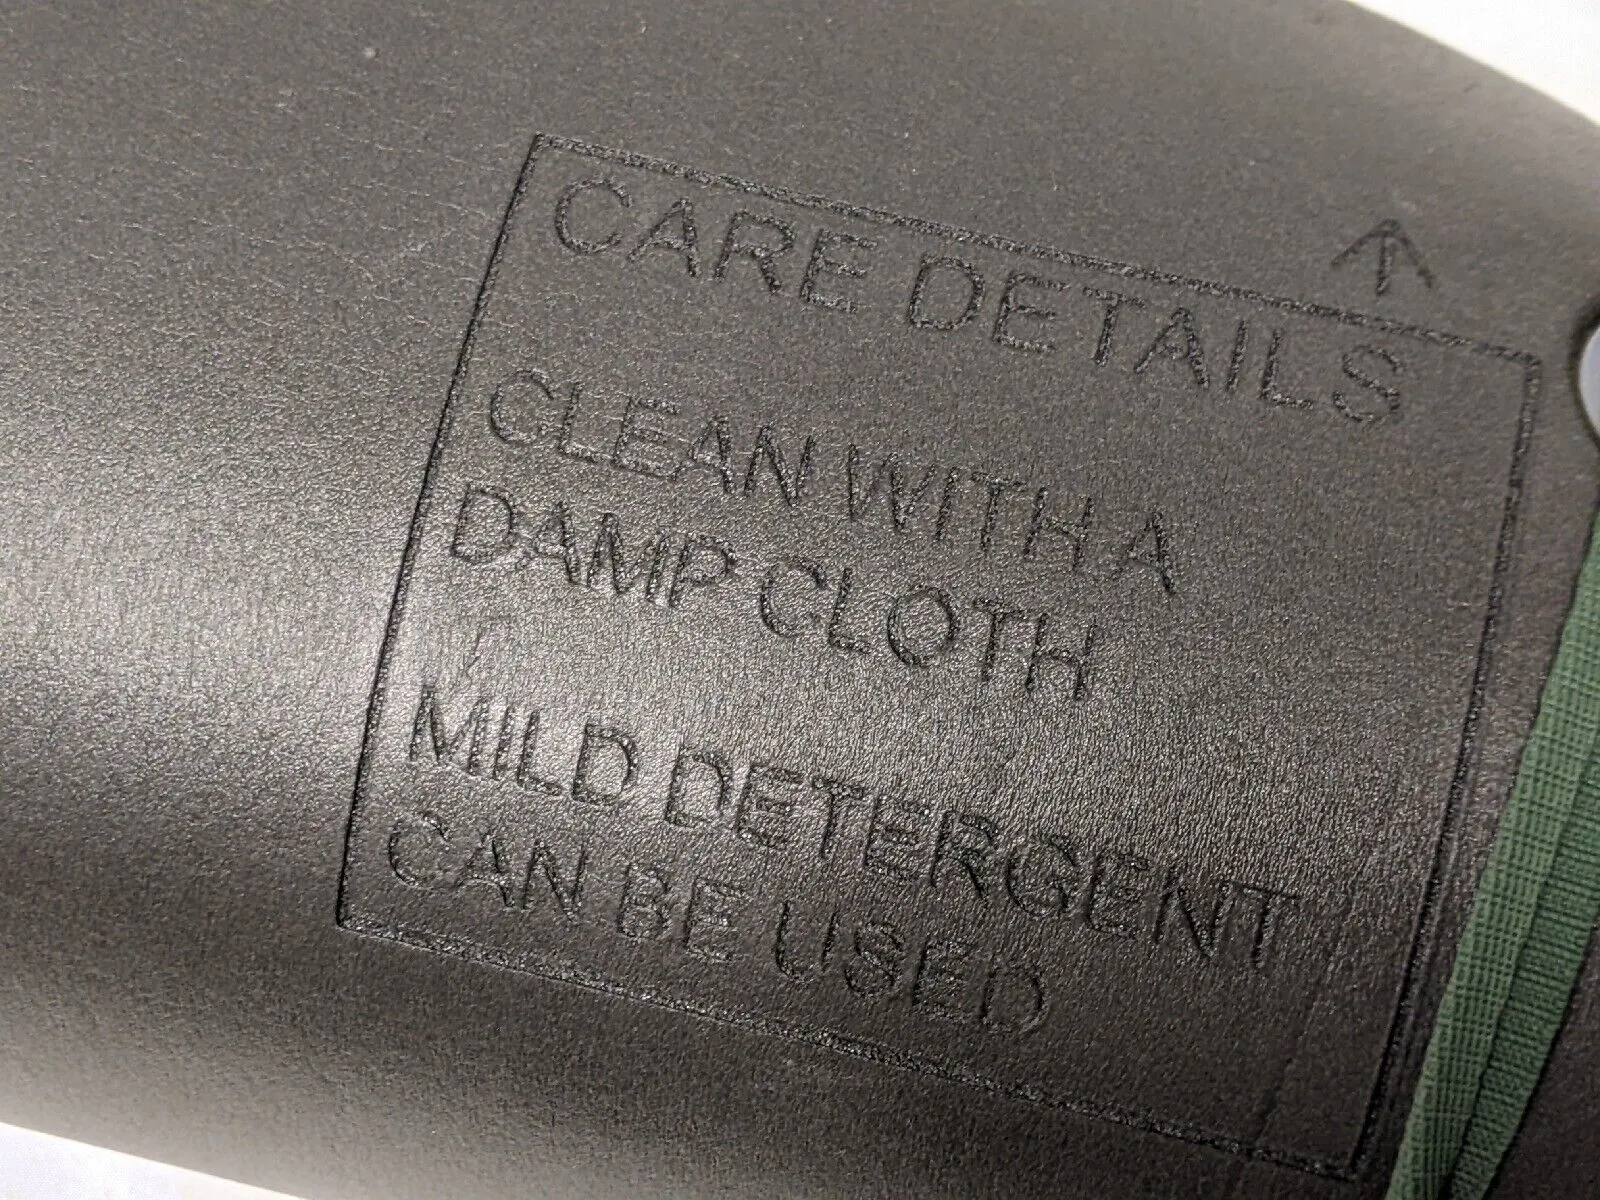 CARE DETAILS
CLEAN WITH A
DAMP CLOTH
MILD DETERGENT
CAN BE USED